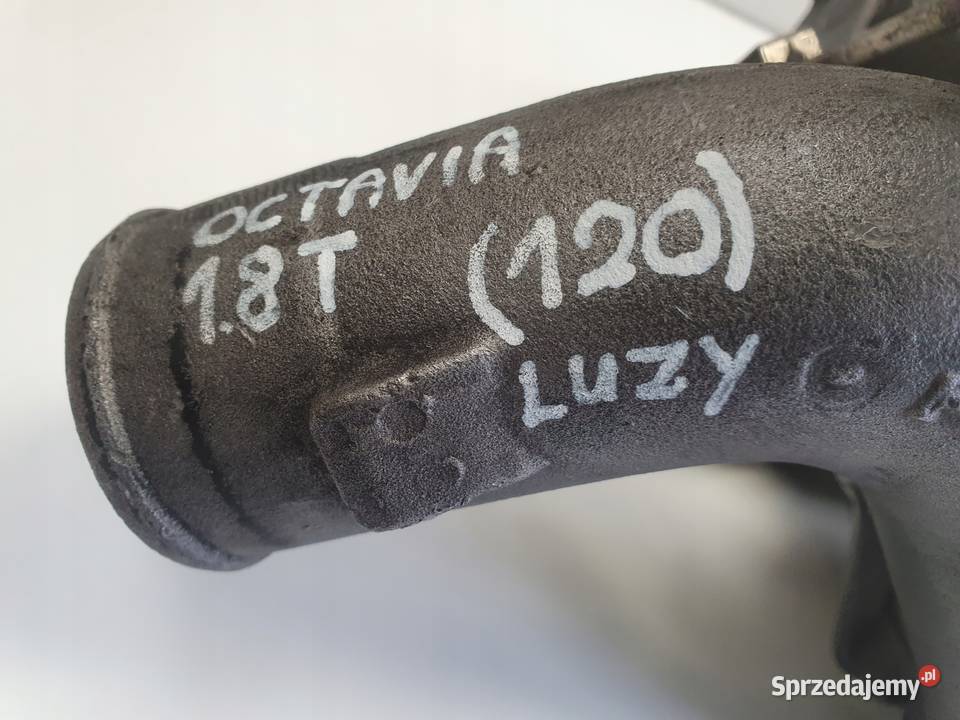 OCTAVIA
1.8T (120)
LUZY
Sprzedajemy.pl